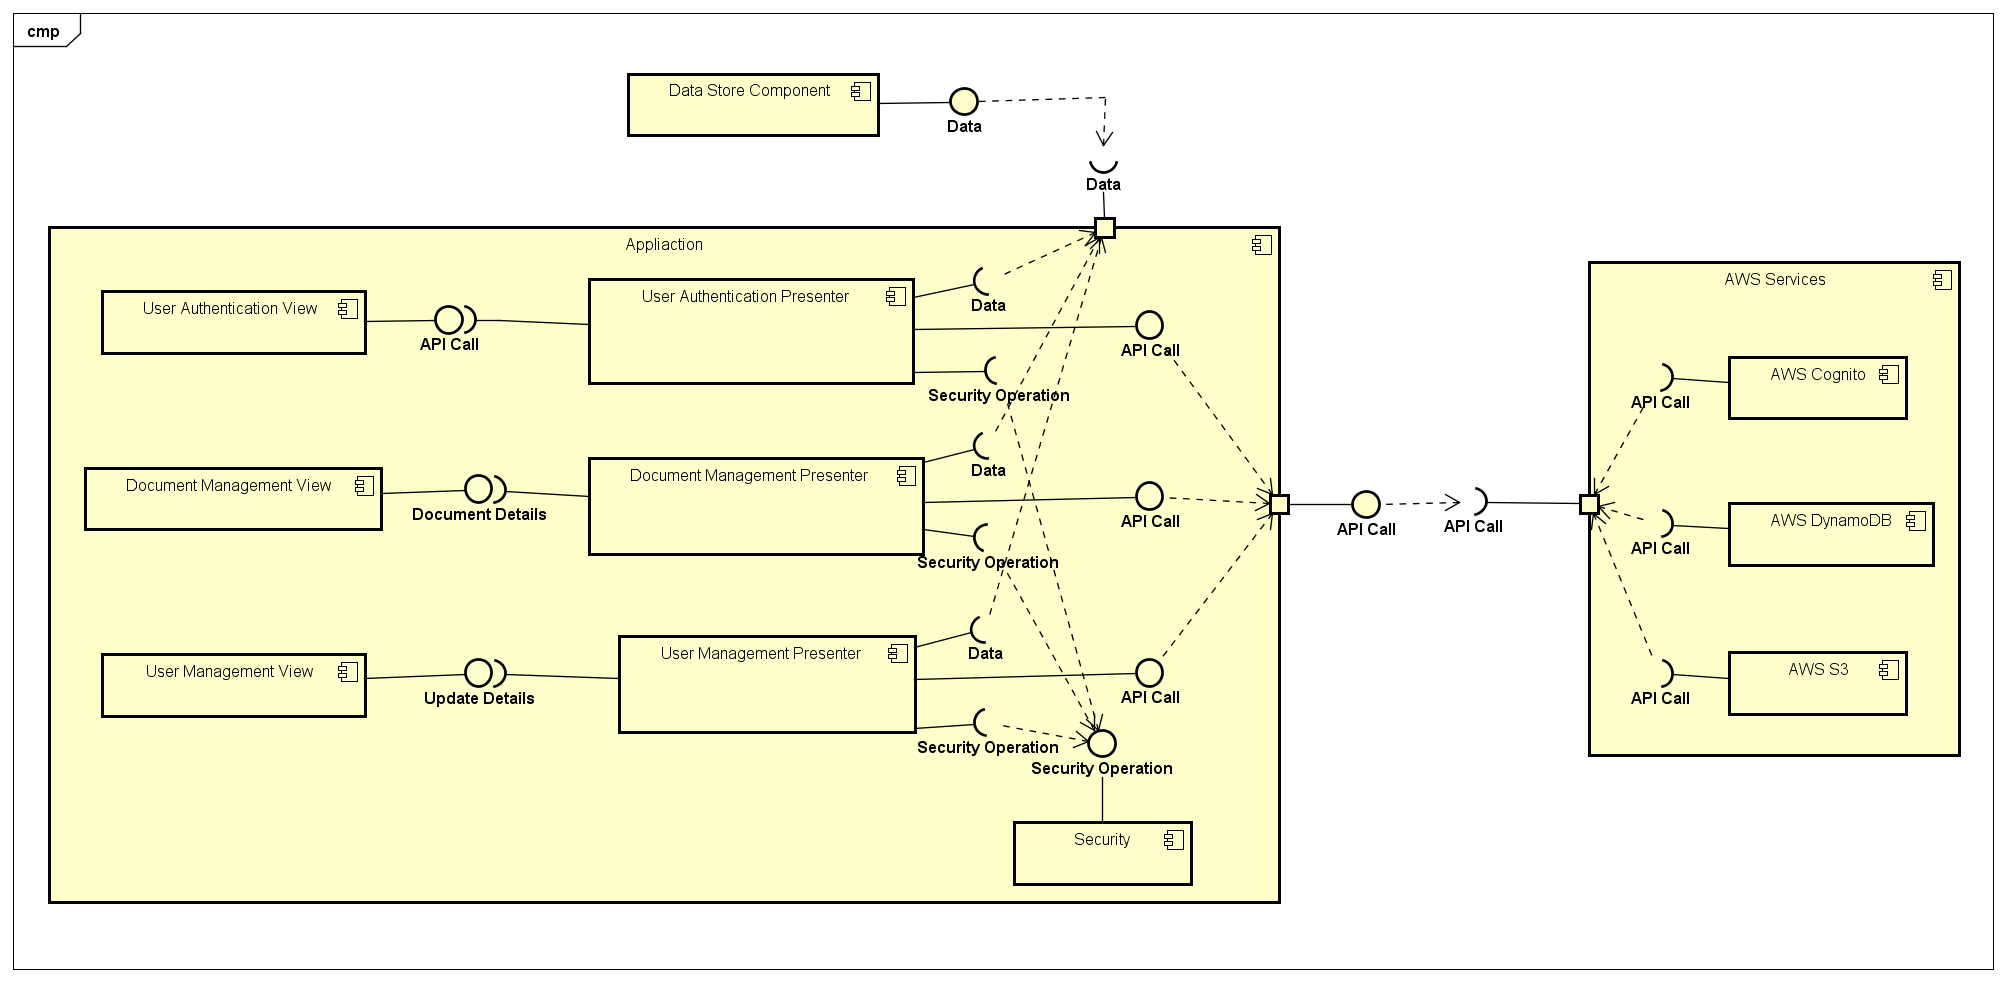 cmp
Data Store Component
Data
Data
Appliaction
User Authentication View
API Call
User Authentication Presenter
Data
API Call
Security Operation
Document Management View
Document Details
Document Management Presenter
Data
API Call
Security Operation
User Management View
Update Details
User Management Presenter
Data
API Call
Security Operation
Security Operation
Security
API Call
API Call
AWS Services
API Call
AWS Cognito
API Call
AWS DynamoDB
API Call
AWS S3